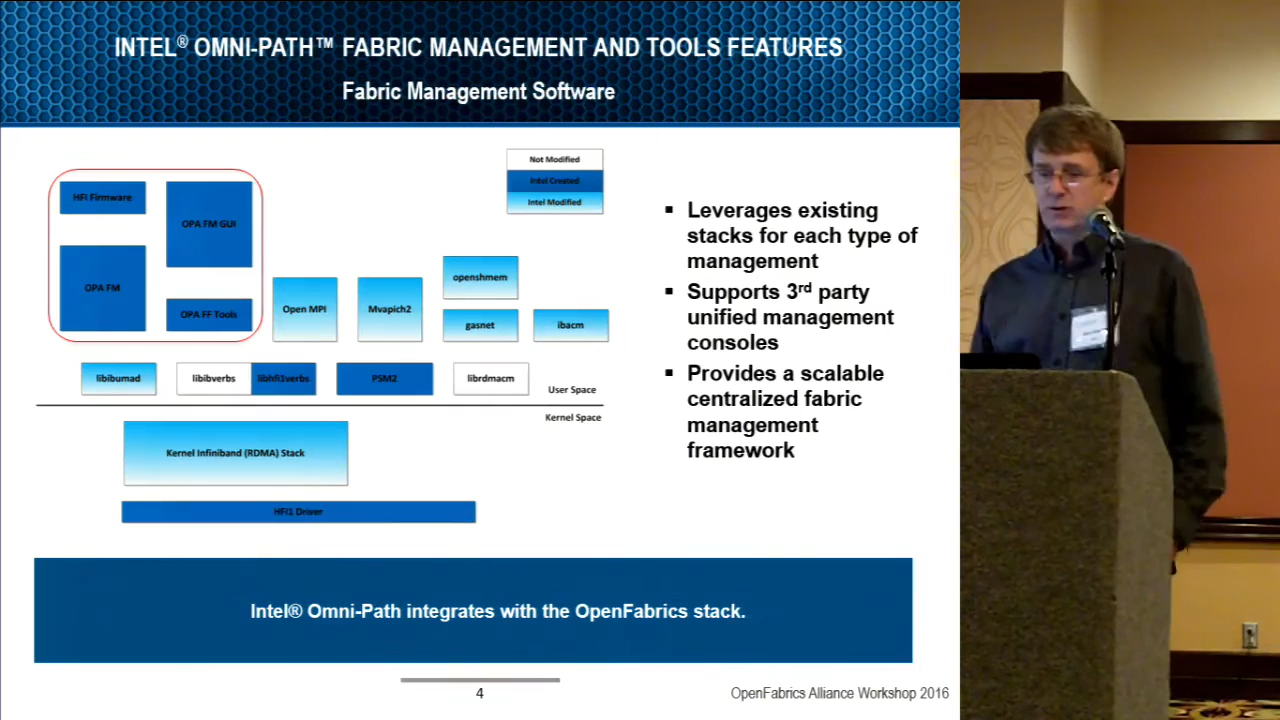 INTEL® OMNI-PATH™ FABRIC MANAGEMENT AND TOOLS FEATURES
Fabric Management Software
Not Modified
Intel Created
Intel Modified
HFI Firmware
OPA FM GUI
OPA FM
OPA FF Tools
Open MPI
Mvapich2
openshmem
gasnet
ibacm
libibumad
libibverbs
libhfi1verbs
PSM2
librdmacm
User Space
Kernel Space
Kernel Infiniband (RDMA) Stack
HFI1 Driver
▪ Leverages existing
stacks for each type of
management
▪ Supports 3rd party
unified management
consoles
▪ Provides a scalable
centralized fabric
management
framework
Intel® Omni-Path integrates with the OpenFabrics stack.
4
OpenFabrics Alliance Workshop 2016